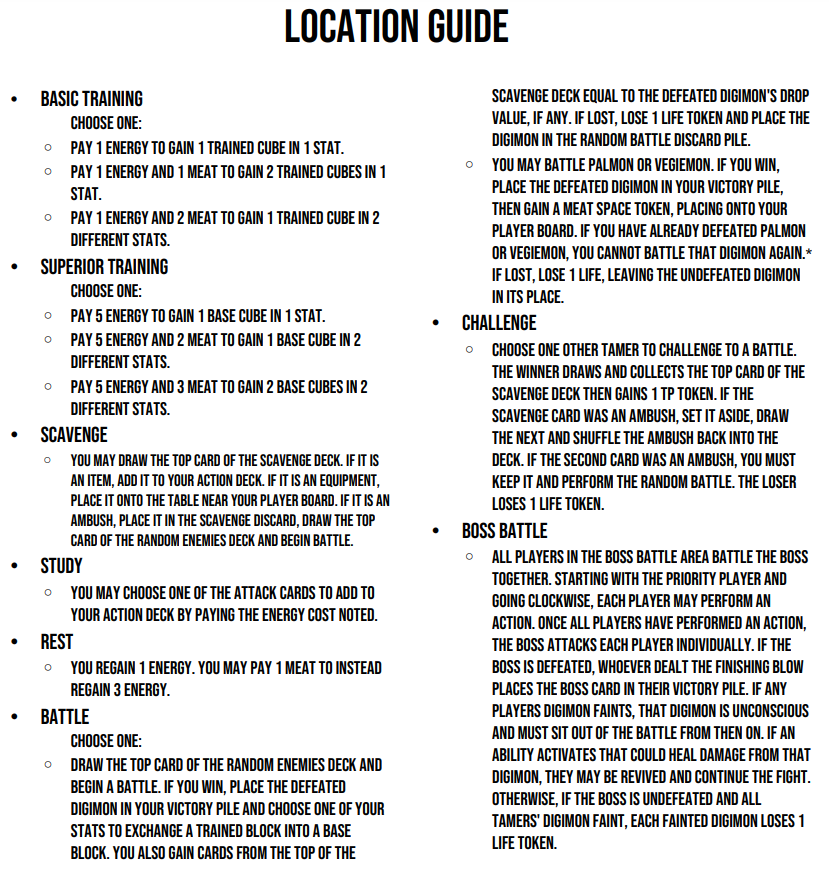 LOCATION GUIDE
• BASIC TRAINING
CHOOSE ONE:
○ PAY 1 ENERGY TO GAIN 1 TRAINED CUBE IN 1 STAT.
○ PAY 1 ENERGY AND 1 MEAT TO GAIN 2 TRAINED CUBES IN 1
STAT.
○ PAY 1 ENERGY AND 2 MEAT TO GAIN 1 TRAINED CUBE IN 2
DIFFERENT STATS.
• SUPERIOR TRAINING
CHOOSE ONE:
○ PAY 5 ENERGY TO GAIN 1 BASE CUBE IN 1 STAT.
○ PAY 5 ENERGY AND 2 MEAT TO GAIN 1 BASE CUBE IN 2
DIFFERENT STATS.
○ PAY 5 ENERGY AND 3 MEAT TO GAIN 2 BASE CUBES IN 2
DIFFERENT STATS.
• SCAVENGE
○ YOU MAY DRAW THE TOP CARD OF THE SCAVENGE DECK. IF IT IS
AN ITEM, ADD IT TO YOUR ACTION DECK. IF IT IS AN EQUIPMENT,
PLACE IT ONTO THE TABLE NEAR YOUR PLAYER BOARD. IF IT IS AN
AMBUSH, PLACE IT IN THE SCAVENGE DISCARD, DRAW THE TOP
CARD OF THE RANDOM ENEMIES DECK AND BEGIN BATTLE.
• STUDY
○ YOU MAY CHOOSE ONE OF THE ATTACK CARDS TO ADD TO
YOUR ACTION DECK BY PAYING THE ENERGY COST NOTED.
• REST
○ YOU REGAIN 1 ENERGY. YOU MAY PAY 1 MEAT TO INSTEAD
REGAIN 3 ENERGY.
• BATTLE
CHOOSE ONE:
○ DRAW THE TOP CARD OF THE RANDOM ENEMIES DECK AND
BEGIN A BATTLE. IF YOU WIN, PLACE THE DEFEATED
DIGIMON IN YOUR VICTORY PILE AND CHOOSE ONE OF YOUR
STATS TO EXCHANGE A TRAINED BLOCK INTO A BASE
BLOCK. YOU ALSO GAIN CARDS FROM THE TOP OF THE
SCAVENGE DECK EQUAL TO THE DEFEATED DIGIMON'S DROP
VALUE, IF ANY. IF LOST, LOSE 1 LIFE TOKEN AND PLACE THE
DIGIMON IN THE RANDOM BATTLE DISCARD PILE.
○ YOU MAY BATTLE PALMON OR VEGIEMON. IF YOU WIN,
PLACE THE DEFEATED DIGIMON IN YOUR VICTORY PILE,
THEN GAIN A MEAT SPACE TOKEN, PLACING ONTO YOUR
PLAYER BOARD. IF YOU HAVE ALREADY DEFEATED PALMON
OR VEGIEMON, YOU CANNOT BATTLE THAT DIGIMON AGAIN.*
IF LOST, LOSE 1 LIFE, LEAVING THE UNDEFEATED DIGIMON
IN ITS PLACE.
• CHALLENGE
○ CHOOSE ONE OTHER TAMER TO CHALLENGE TO A BATTLE.
THE WINNER DRAWS AND COLLECTS THE TOP CARD OF THE
SCAVENGE DECK THEN GAINS 1 TP TOKEN. IF THE
SCAVENGE CARD WAS AN AMBUSH, SET IT ASIDE, DRAW
THE NEXT AND SHUFFLE THE AMBUSH BACK INTO THE
DECK. IF THE SECOND CARD WAS AN AMBUSH, YOU MUST
KEEP IT AND PERFORM THE RANDOM BATTLE. THE LOSER
LOSES 1 LIFE TOKEN.
• BOSS BATTLE
○ ALL PLAYERS IN THE BOSS BATTLE AREA BATTLE THE BOSS
TOGETHER. STARTING WITH THE PRIORITY PLAYER AND
GOING CLOCKWISE, EACH PLAYER MAY PERFORM AN
ACTION. ONCE ALL PLAYERS HAVE PERFORMED AN ACTION,
THE BOSS ATTACKS EACH PLAYER INDIVIDUALLY. IF THE
BOSS IS DEFEATED, WHOEVER DEALT THE FINISHING BLOW
PLACES THE BOSS CARD IN THEIR VICTORY PILE. IF ANY
PLAYERS DIGIMON FAINTS, THAT DIGIMON IS UNCONSCIOUS
AND MUST SIT OUT OF THE BATTLE FROM THEN ON. IF AN
ABILITY ACTIVATES THAT COULD HEAL DAMAGE FROM THAT
DIGIMON, THEY MAY BE REVIVED AND CONTINUE THE FIGHT.
OTHERWISE, IF THE BOSS IS UNDEFEATED AND ALL
TAMERS' DIGIMON FAINT, EACH FAINTED DIGIMON LOSES 1
LIFE TOKEN.